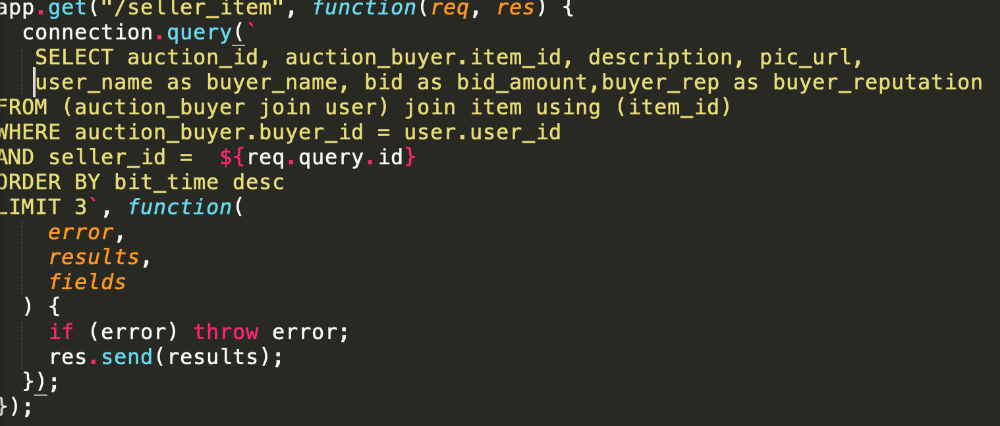 app.get("/seller_item", function(req, res) {
connection.query(`
SELECT auction_id, auction_buyer.item_id, description, pic_url,
user_name as buyer_name, bid as bid_amount,buyer_rep as buyer_reputation
FROM (auction_buyer join user) join item using (item_id)
WHERE auction_buyer.buyer_id = user.user_id
AND seller_id =  ${req.query.id}
ORDER BY bit_time desc
LIMIT 3`, function(
error,
results,
fields
) {
if (error) throw error;
res.send(results);
});
});